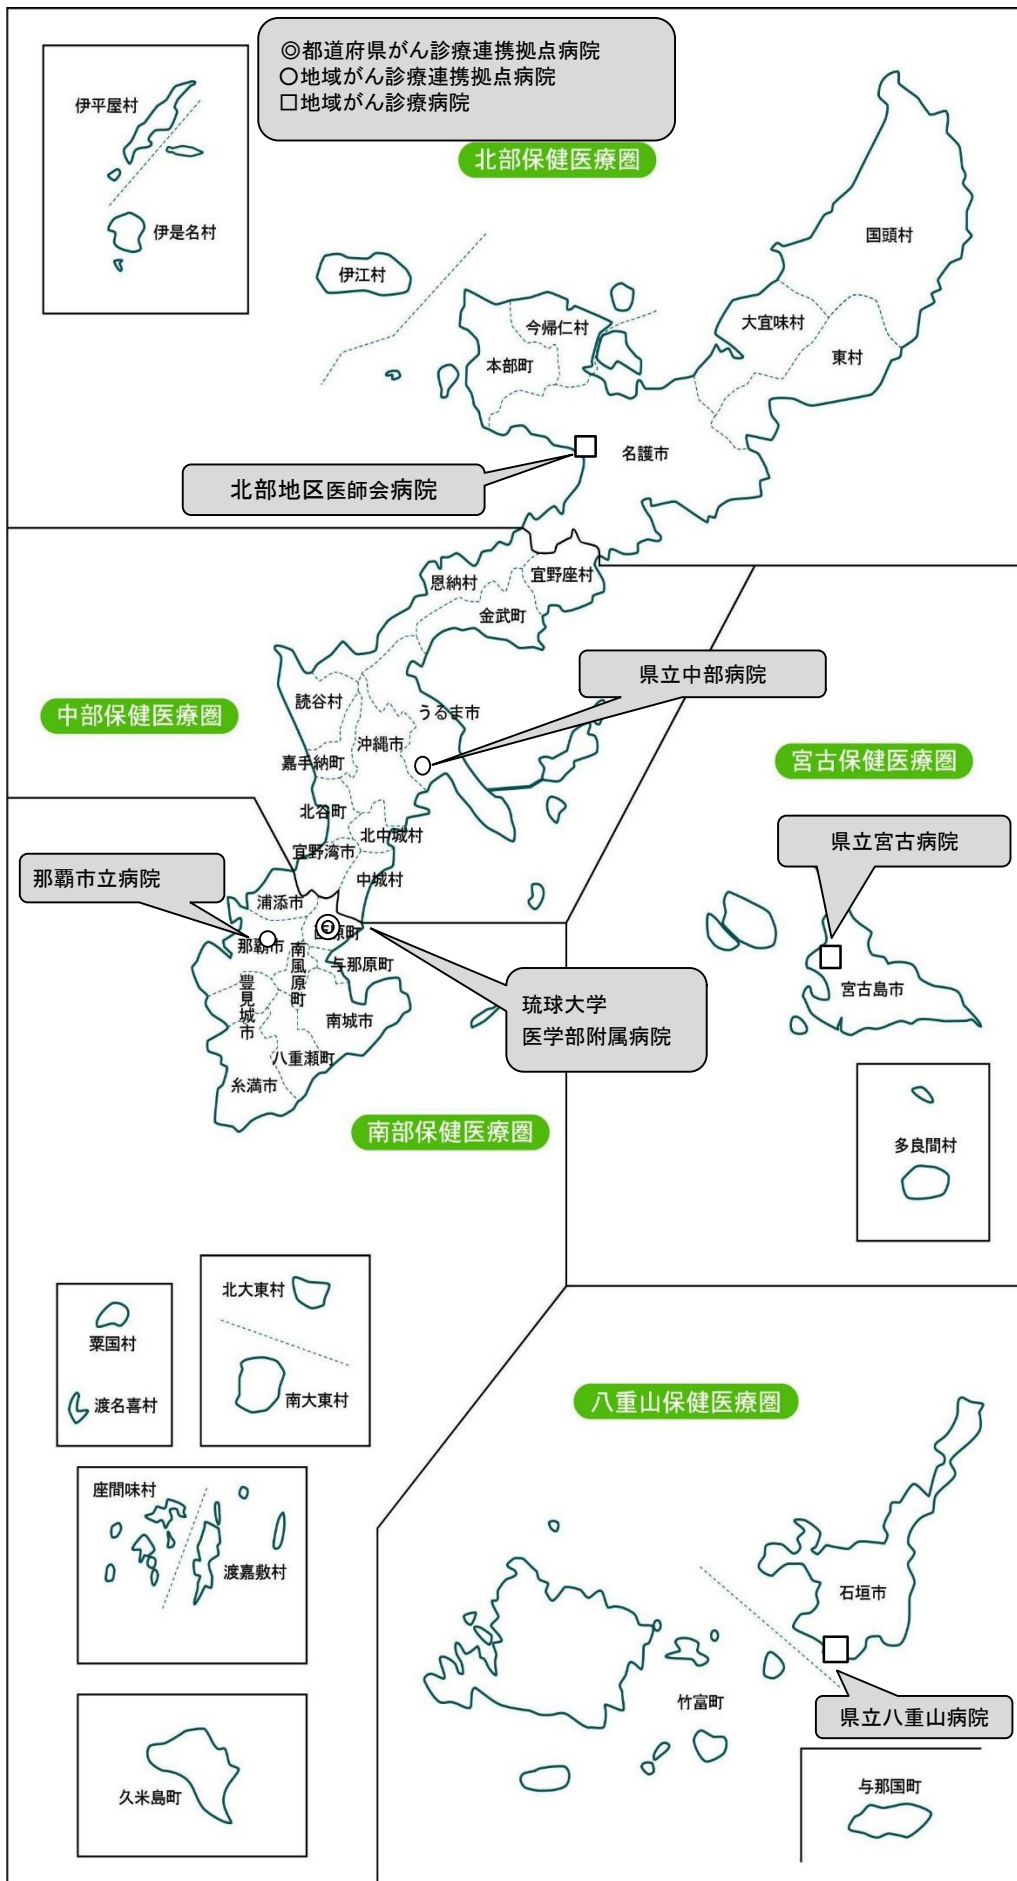 ◎都道府県がん診療連携拠点病院
○地域がん診療連携拠点病院
□地域がん診療病院
北部保健医療圏
伊平屋村
伊是名村
伊江村
国頭村
大宜味村
東村
今帰仁村
本部町
名護市
北部地区医師会病院
恩納村
宜野座村
金武町
県立中部病院
中部保健医療圏
読谷村
うるま市
沖縄市
嘉手納町
北谷町
北中城村
宜野湾市
中城村
宮古保健医療圏
県立宮古病院
宮古島市
多良間村
那覇市立病院
浦添市
那覇市
西原町
南風原町
与那原町
豊見城市
南城市
八重瀬町
糸満市
琉球大学
医学部附属病院
南部保健医療圏
北大東村
南大東村
粟国村
渡名喜村
座間味村
渡嘉敷村
久米島町
八重山保健医療圏
石垣市
竹富町
県立八重山病院
与那国町